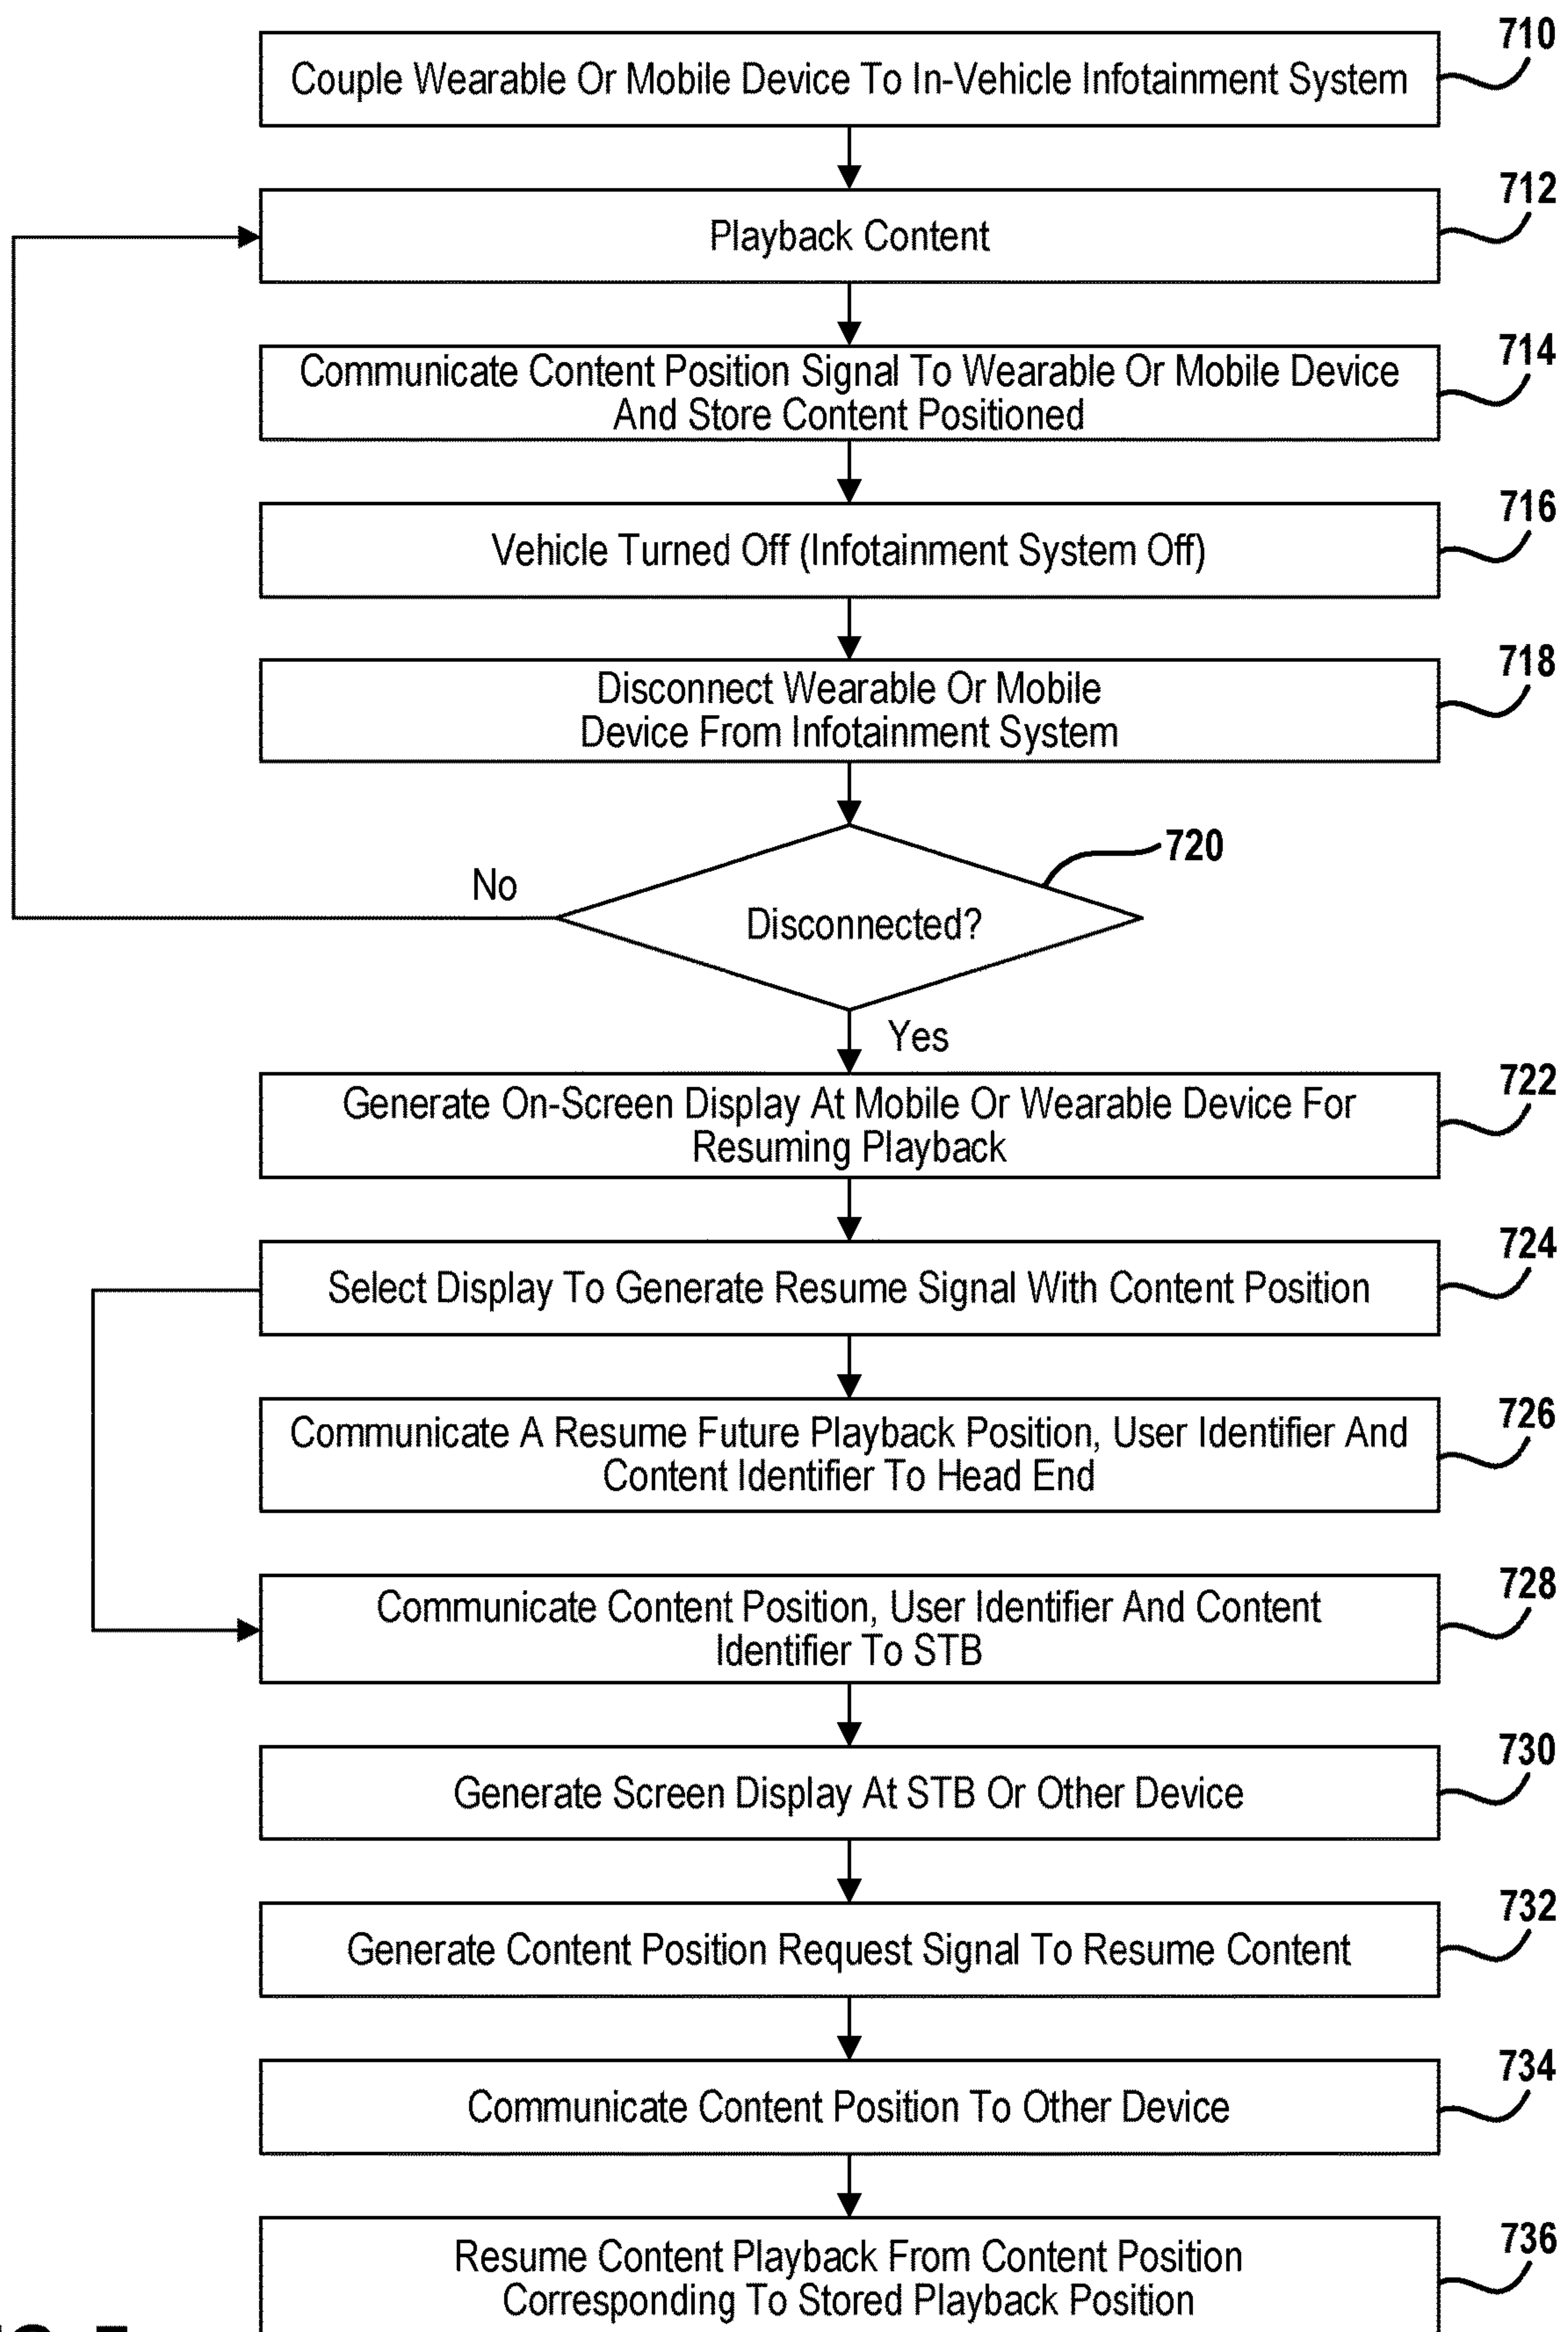 710
Couple Wearable Or Mobile Device To In-Vehicle Infotainment System
712
Playback Content
714
Communicate Content Position Signal To Wearable Or Mobile Device
And Store Content Positioned
716
Vehicle Turned Off (Infotainment System Off)
718
Disconnect Wearable Or Mobile
Device From Infotainment System
720
No
Disconnected?
Yes
722
Generate On-Screen Display At Mobile Or Wearable Device For
Resuming Playback
724
Select Display To Generate Resume Signal With Content Position
726
Communicate A Resume Future Playback Position, User Identifier And
Content Identifier To Head End
728
Communicate Content Position, User Identifier And Content
Identifier To STB
730
Generate Screen Display At STB Or Other Device
732
Generate Content Position Request Signal To Resume Content
734
Communicate Content Position To Other Device
736
Resume Content Playback From Content Position
Corresponding To Stored Playback Position